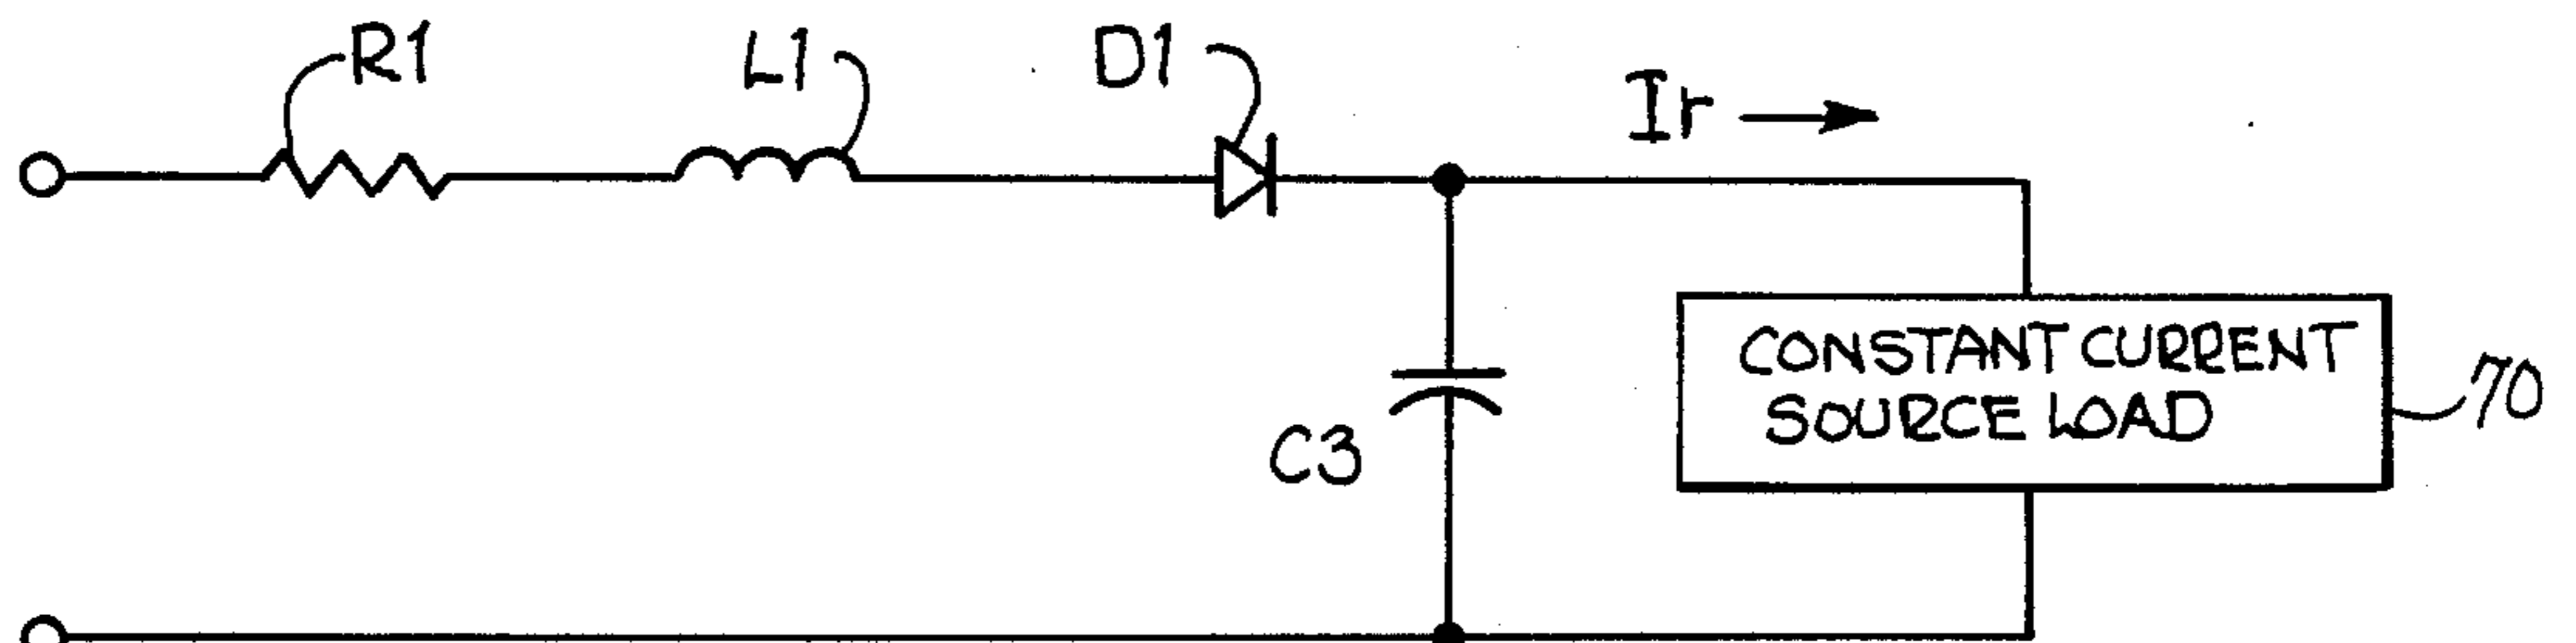 R1
L1
D1
Ir
C3
CONSTANT CURRENT
SOURCE LOAD
70